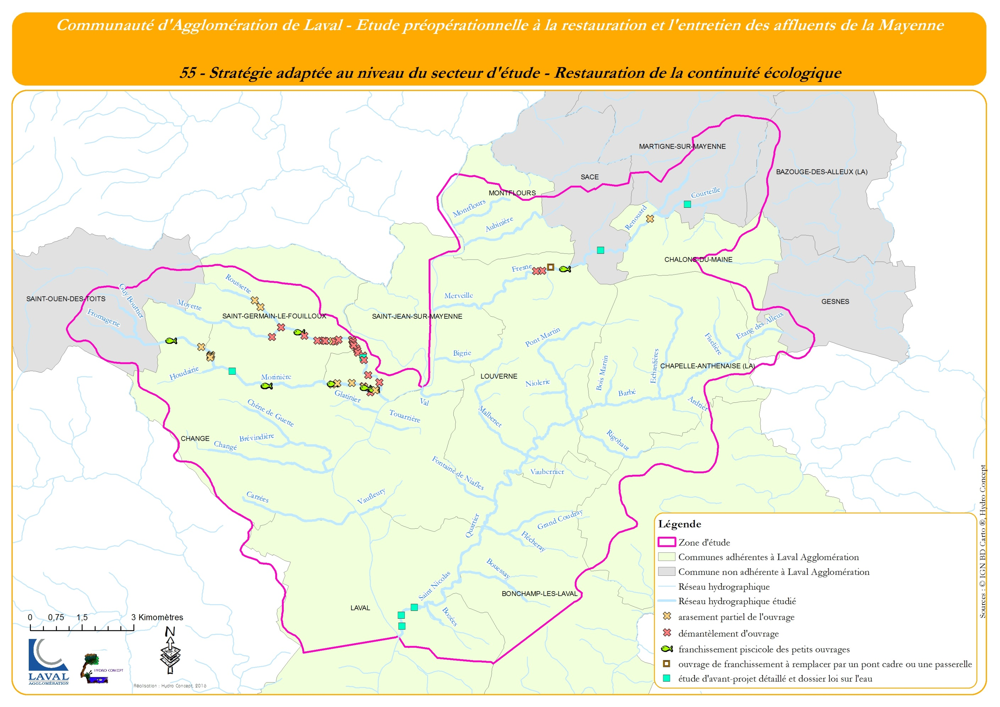 Communauté d'Agglomération de Laval - Etude préopérationnelle à la restauration et l'entretien des affluents de la Mayenne
55 - Stratégie adaptée au niveau du secteur d'étude - Restauration de la continuité écologique
MARTIGNE-SUR-MAYENNE
BAZOUGE-DES-ALLEUX (LA)
SACE
MONTFLOURS
Courteille
Montflours
Renouard
Aubinière
CHALONS-DU-MAINE
Fresne
Roussette
Guy Bouttier
SAINT-OUEN-DES-TOITS
Merveille
GESNES
Moyette
Fromagerie
SAINT-GERMAIN-LE-FOUILLOUX
SAINT-JEAN-SUR-MAYENNE
Etang des Alleux
Pont Martin
Fiselière
Bigrie
Echanlières
CHAPELLE-ANTHENAISE (LA)
Houdairie
Morinière
LOUVERNE
Bois Martin
Niolerie
Barbé
Glatinier
Val
Ardrier
Chêne de Guette
Touarrière
Malbenet
CHANGE
Brévindière
Changé
Rigohaut
Fontaine de Niafles
Vaubernier
Carrées
Vaufleury
Quartier
Grand Coudray
Flécheray
Bouessay
Saint Nicolas
BONCHAMP-LES-LAVAL
LAVAL
Bozées
Légende
Zone d'étude
Communes adhérentes à Laval Agglomération
Commune non adhérente à Laval Agglomération
Réseau hydrographique
Réseau hydrographique étudié
arasement partiel de l'ouvrage
démantèlement d'ouvrage
franchissement piscicole des petits ouvrages
ouvrage de franchissement à remplacer par un pont cadre ou une passerelle
étude d'avant-projet détaillé et dossier loi sur l'eau
0 0,75 1,5 3 Kimomètres
N
LAVAL
AGGLOMÉRATION
HYDRO CONCEPT
Réalisation : Hydro Concept, 2016
Sources : © IGN BD Carto ®, Hydro Concept